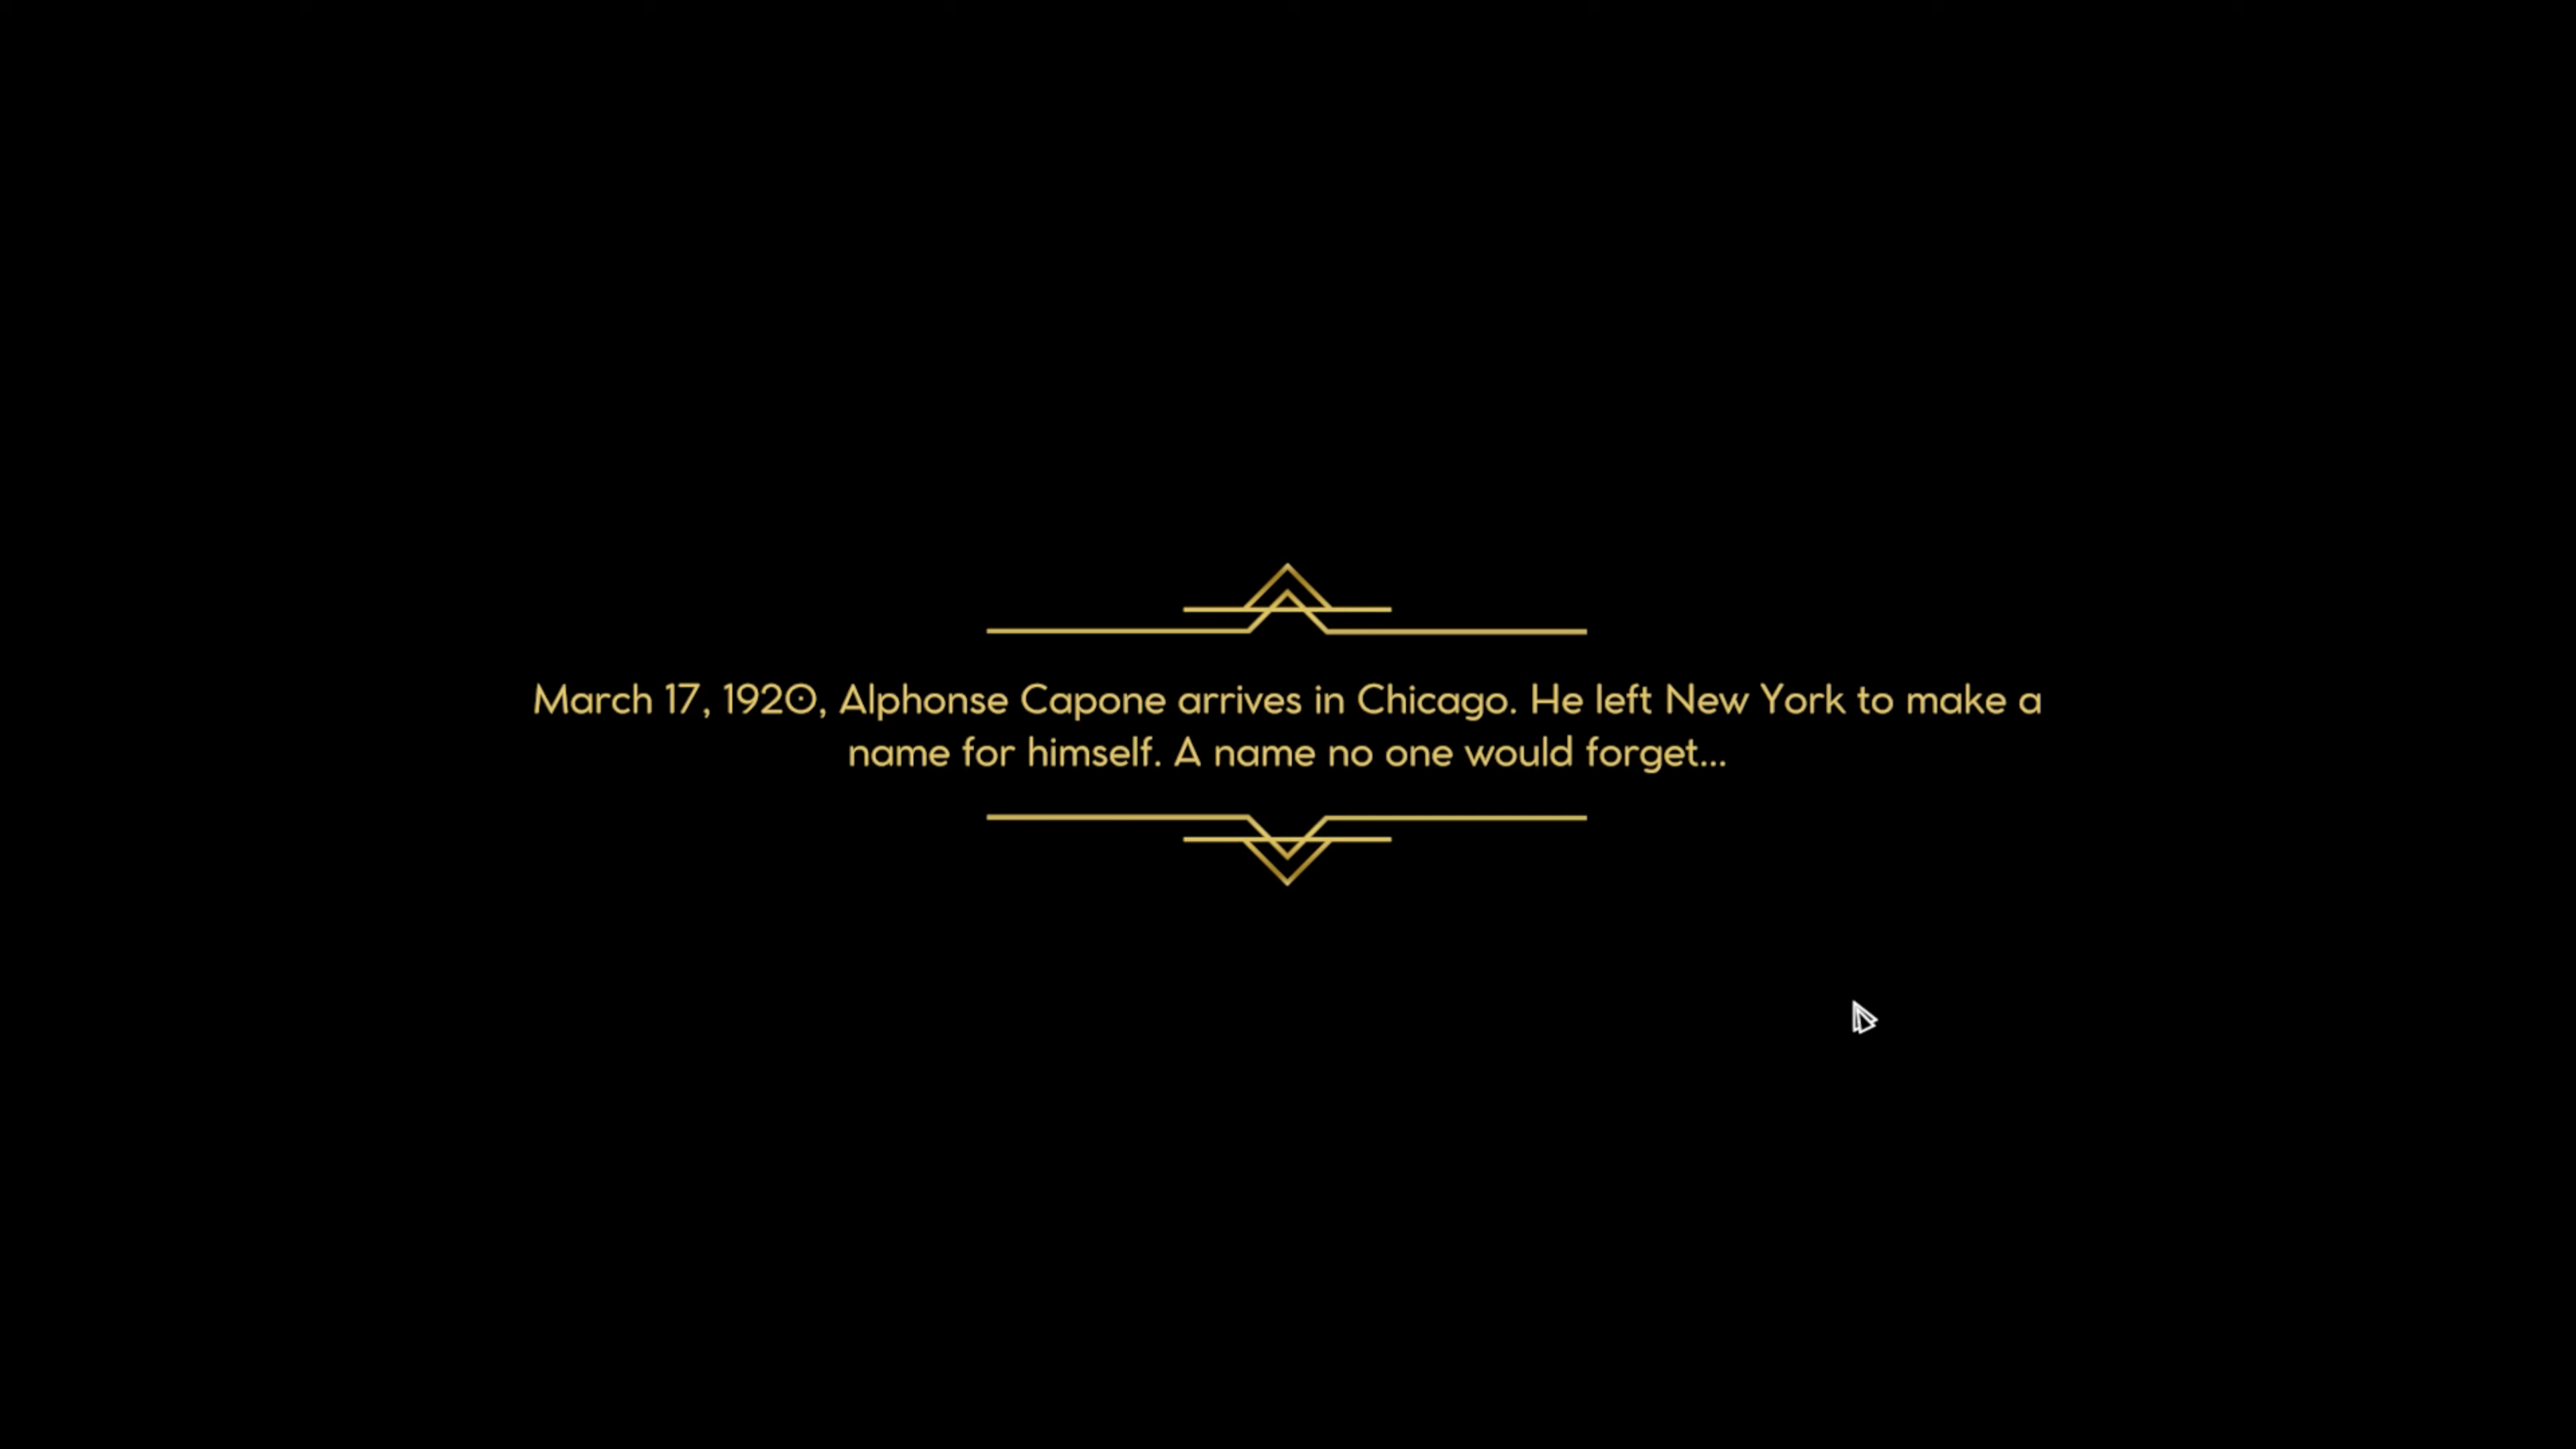 March 17, 1920, Alphonse Capone arrives in Chicago. He left New York to make a
name for himself. A name no one would forget...